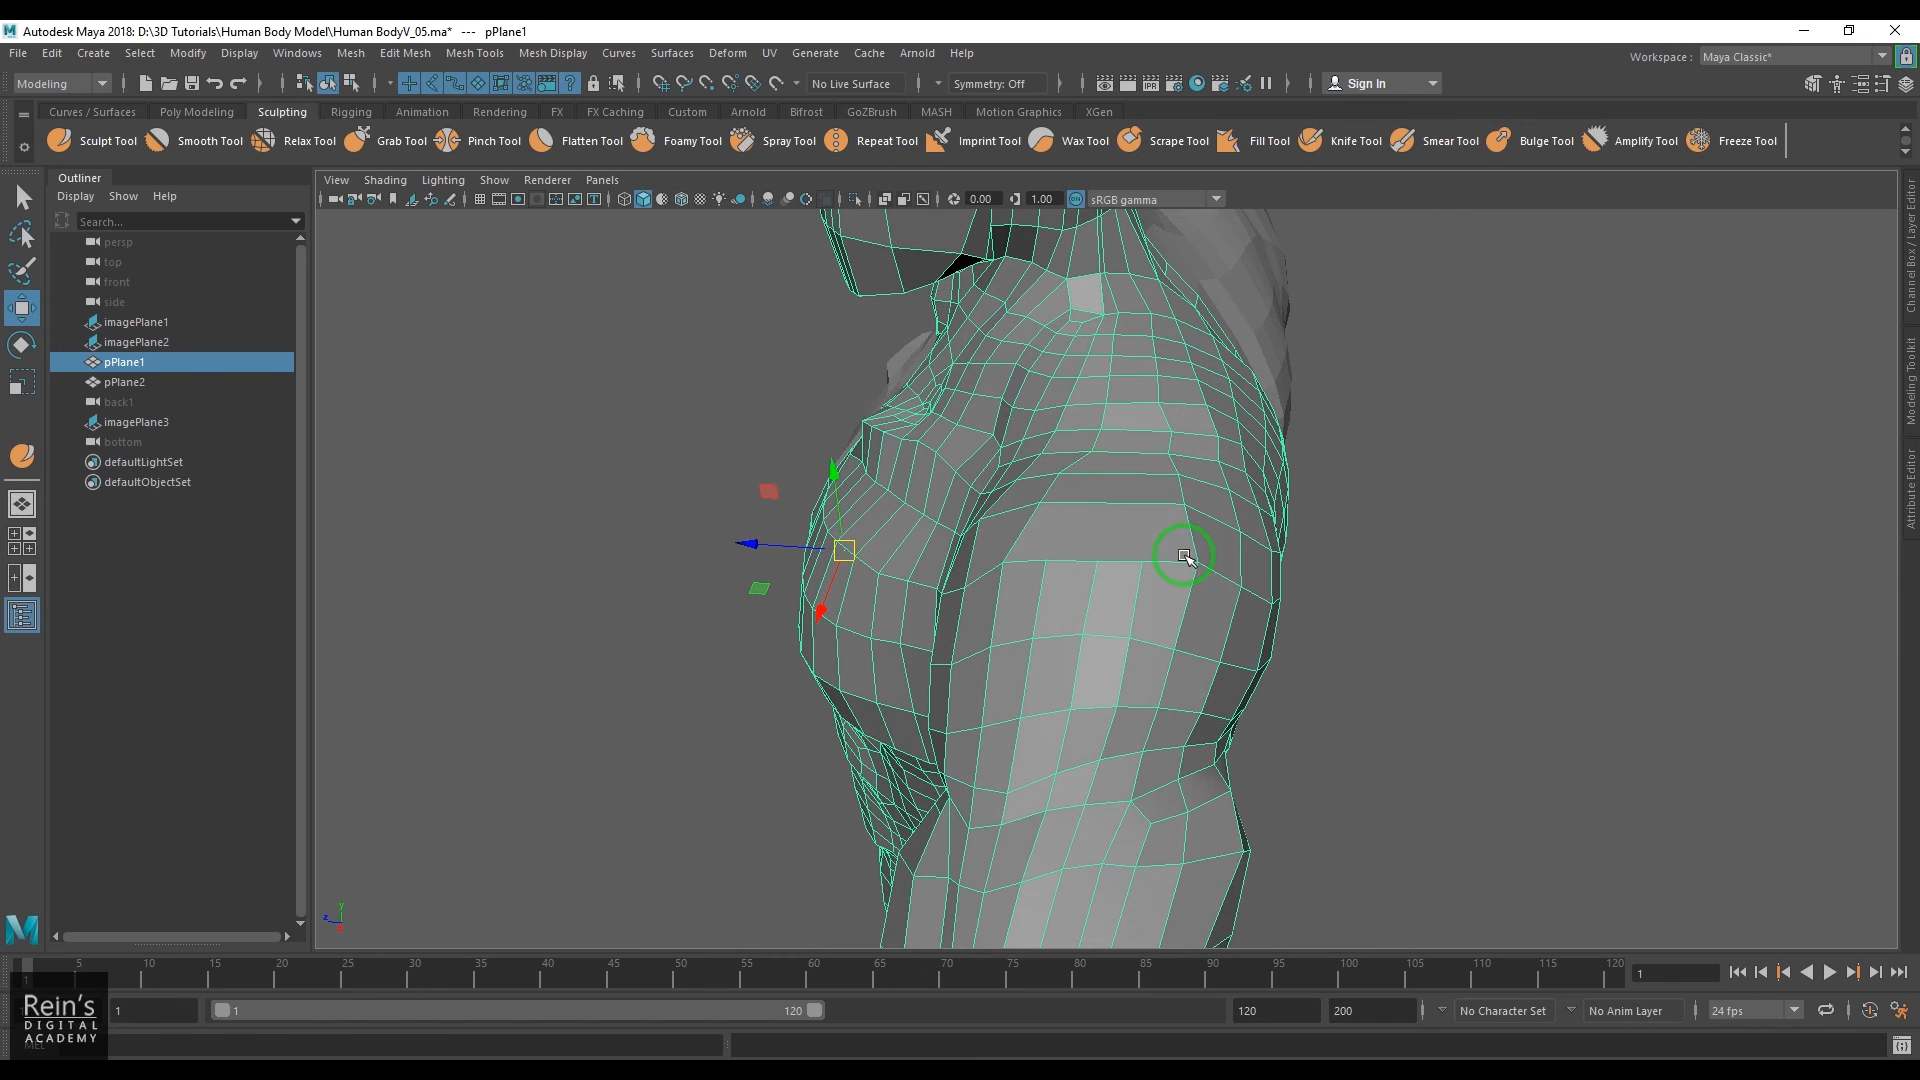 Autodesk Maya 2018: D:\3D Tutorials\Human Body Model\Human BodyV_05.ma* --- pPlane1
File Edit Create Select Modify Display Windows Mesh Edit Mesh Mesh Tools Mesh Display Curves Surfaces Deform UV Generate Cache Arnold Help
Workspace : Maya Classic*
Modeling No Live Surface Symmetry: Off Sign In
Curves / Surfaces Poly Modeling Sculpting Rigging Animation Rendering FX FX Caching Custom Arnold Bifrost GoZBrush MASH Motion Graphics XGen
Sculpt Tool Smooth Tool Relax Tool Grab Tool Pinch Tool Flatten Tool Foamy Tool Spray Tool Repeat Tool Imprint Tool Wax Tool Scrape Tool Fill Tool Knife Tool Smear Tool Bulge Tool Amplify Tool Freeze Tool
Outliner
Display Show Help
Search...
persp
top
front
side
imagePlane1
imagePlane2
pPlane1
pPlane2
back1
imagePlane3
bottom
defaultLightSet
defaultObjectSet
View Shading Lighting Show Renderer Panels
0.00 1.00 ON sRGB gamma
IPR
Channel Box / Layer Editor
Modeling Toolkit
Attribute Editor
y
z
5 10 15 20 25 30 35 40 45 50 55 60 65 70 75 80 85 90 95 100 105 110 115 120
1
1 1 120 120 200 No Character Set No Anim Layer 24 fps
Rein's
DIGITAL
ACADEMY
MEL